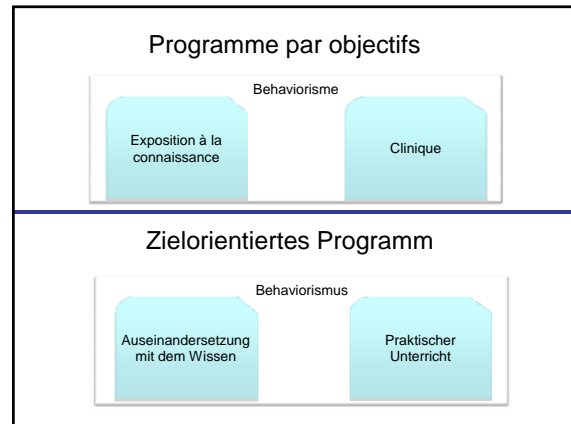 Programme par objectifs
Behaviorisme
Exposition à la
connaissance
Clinique
Zielorientiertes Programm
Behaviorismus
Auseinandersetzung
mit dem Wissen
Praktischer
Unterricht